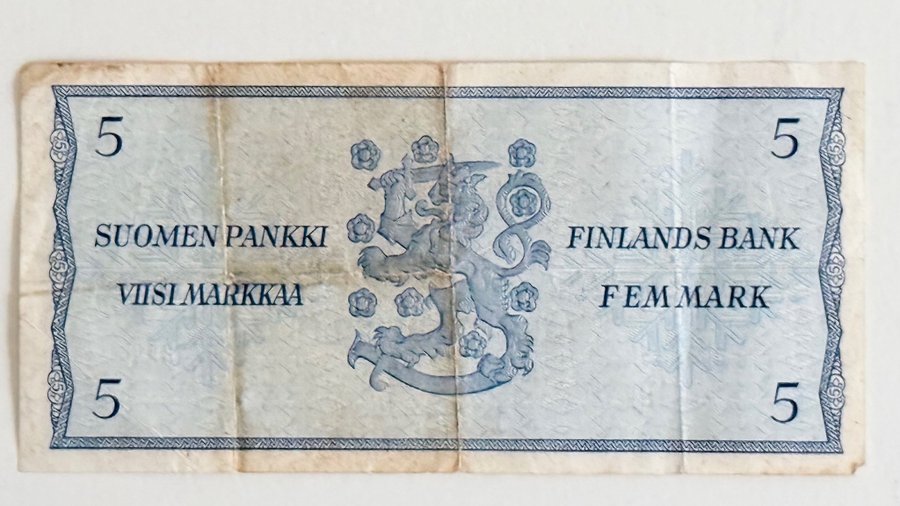 5 5
SUOMEN PANKKI FINLANDS BANK
VIISI MARKKAA FEM MARK
5 5